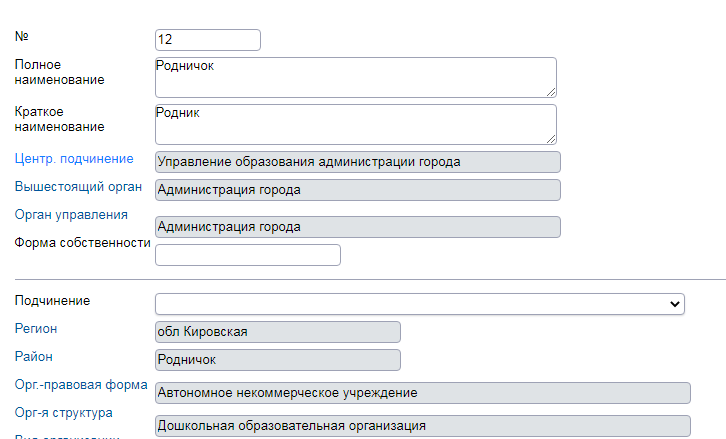 № 12
Полное Родничок
наименование
Краткое Родник
наименование
Центр. подчинение Управление образования администрации города
Вышестоящий орган Администрация города
Орган управления Администрация города
Форма собственности
Подчинение
Регион обл Кировская
Район Родничок
Орг.-правовая форма Автономное некоммерческое учреждение
Орг-я структура Дошкольная образовательная организация
Вид организации